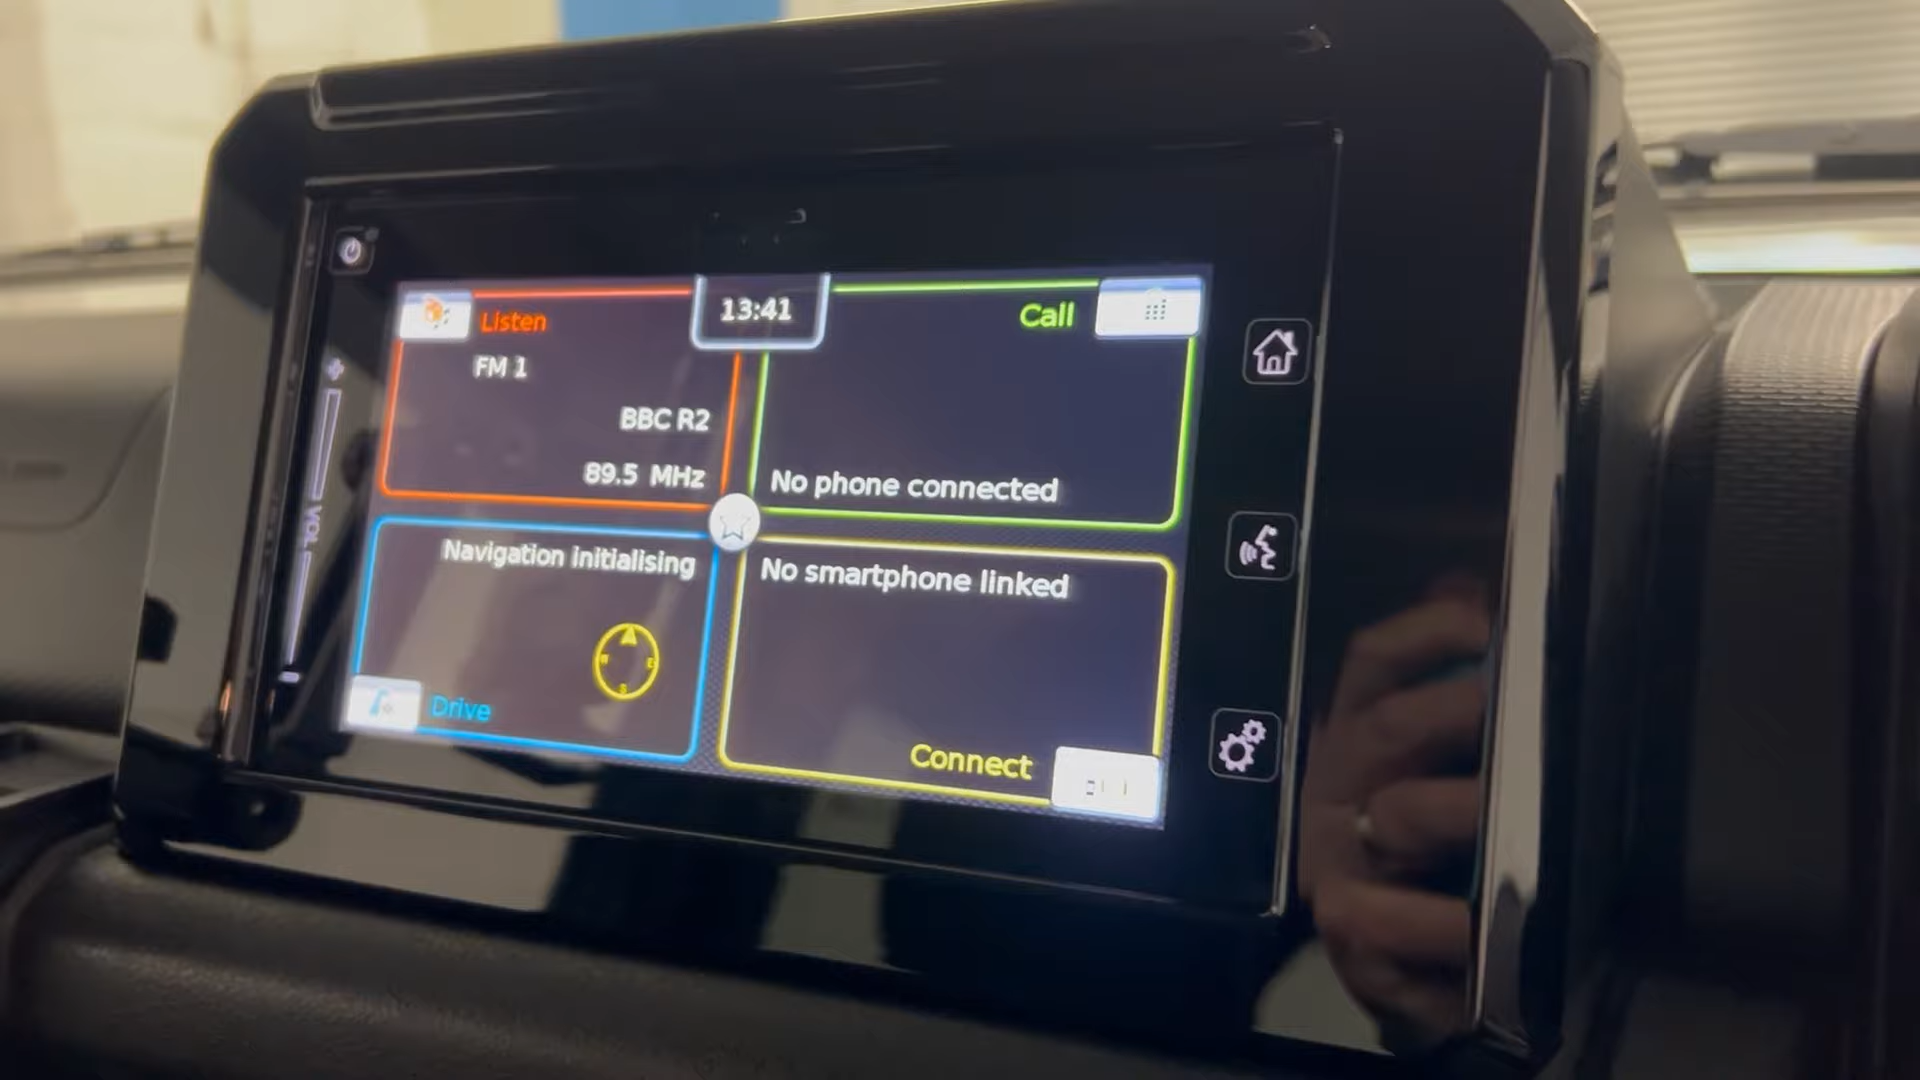 Listen
13:41
Call
FM 1
BBC R2
89.5 MHz
No phone connected
Navigation initialising
No smartphone linked
Drive
Connect
VOL